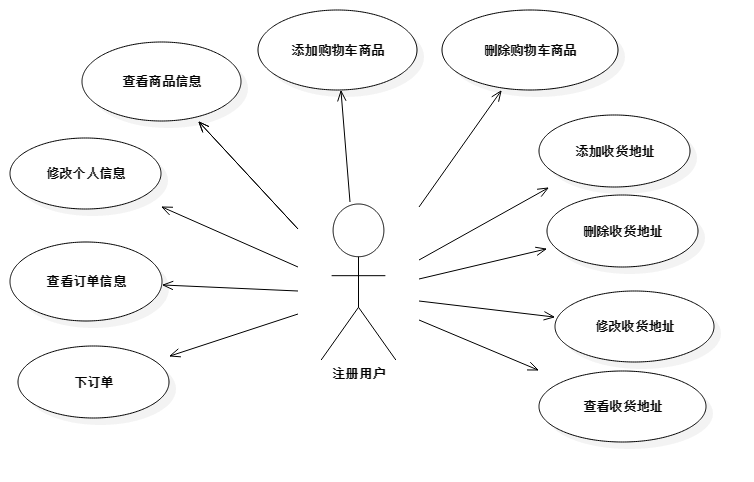 添加购物车商品
删除购物车商品
查看商品信息
添加收货地址
修改个人信息
删除收货地址
查看订单信息
修改收货地址
下订单
查看收货地址
注册用户